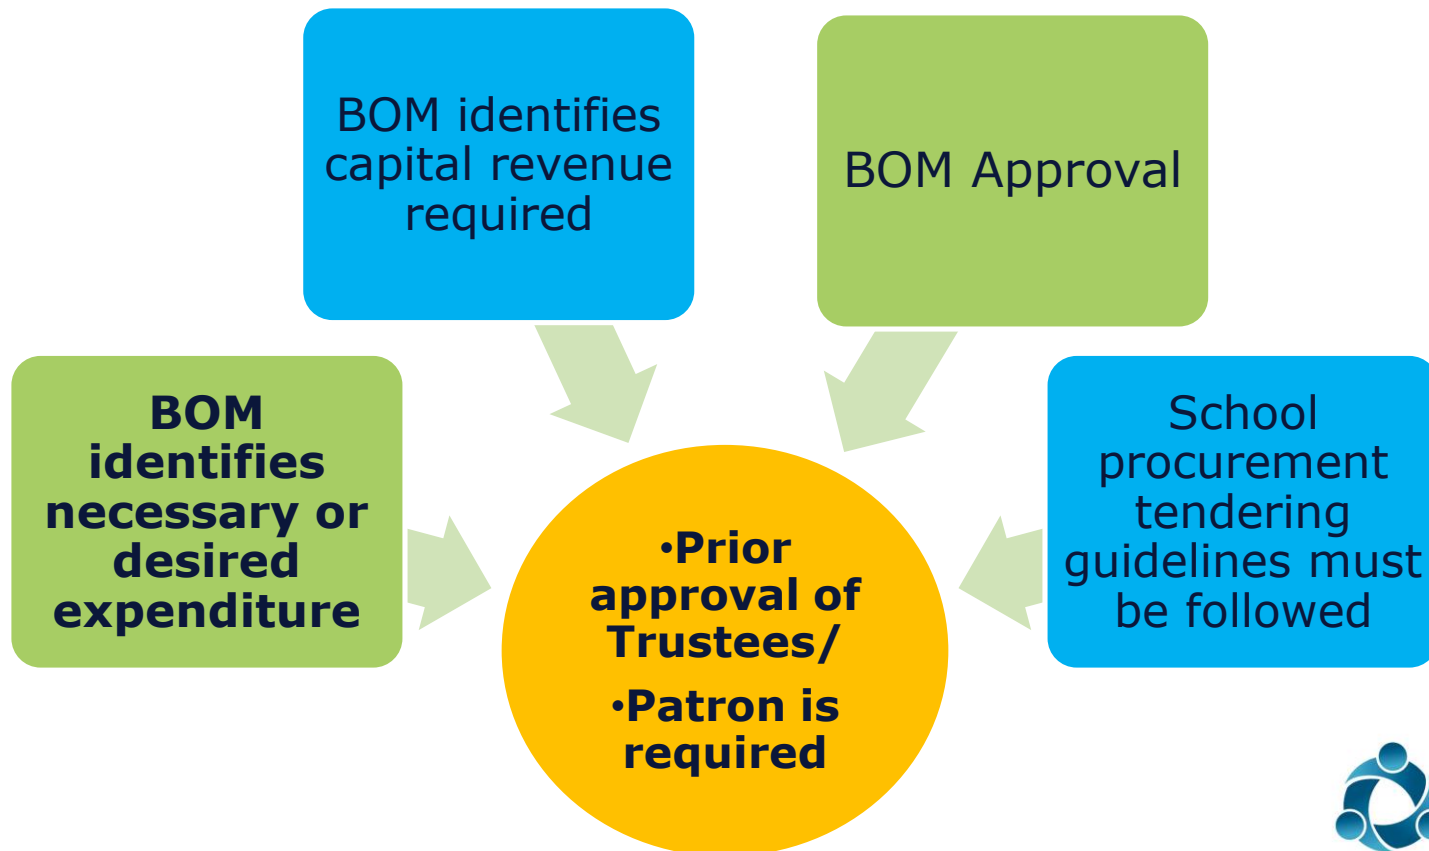 BOM identifies
capital revenue
required
BOM Approval
BOM
identifies
necessary or
desired
expenditure
School
procurement
tendering
guidelines must
be followed
•Prior
approval of
Trustees/
•Patron is
required